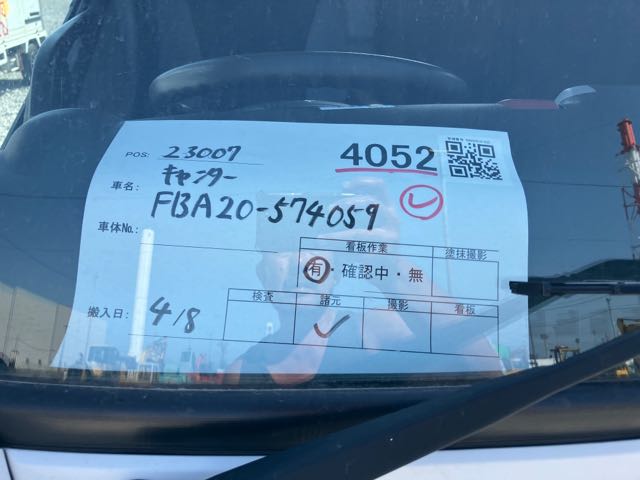 POS: 23007
4052
車名: キャンター
車体No.: FBA20-574059
看板作業 塗抹撮影
有・確認中・無
検査 諸元 撮影 看板
搬入日: 4/8